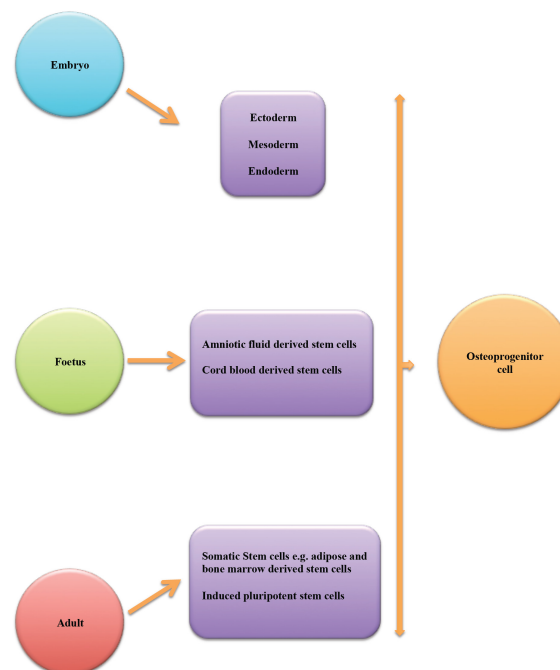 Embryo
Ectoderm
Mesoderm
Endoderm
Foetus
Amniotic fluid derived stem cells
Cord blood derived stem cells
Osteoprogenitor
cell
Adult
Somatic Stem cells e.g. adipose and
bone marrow derived stem cells
Induced pluripotent stem cells